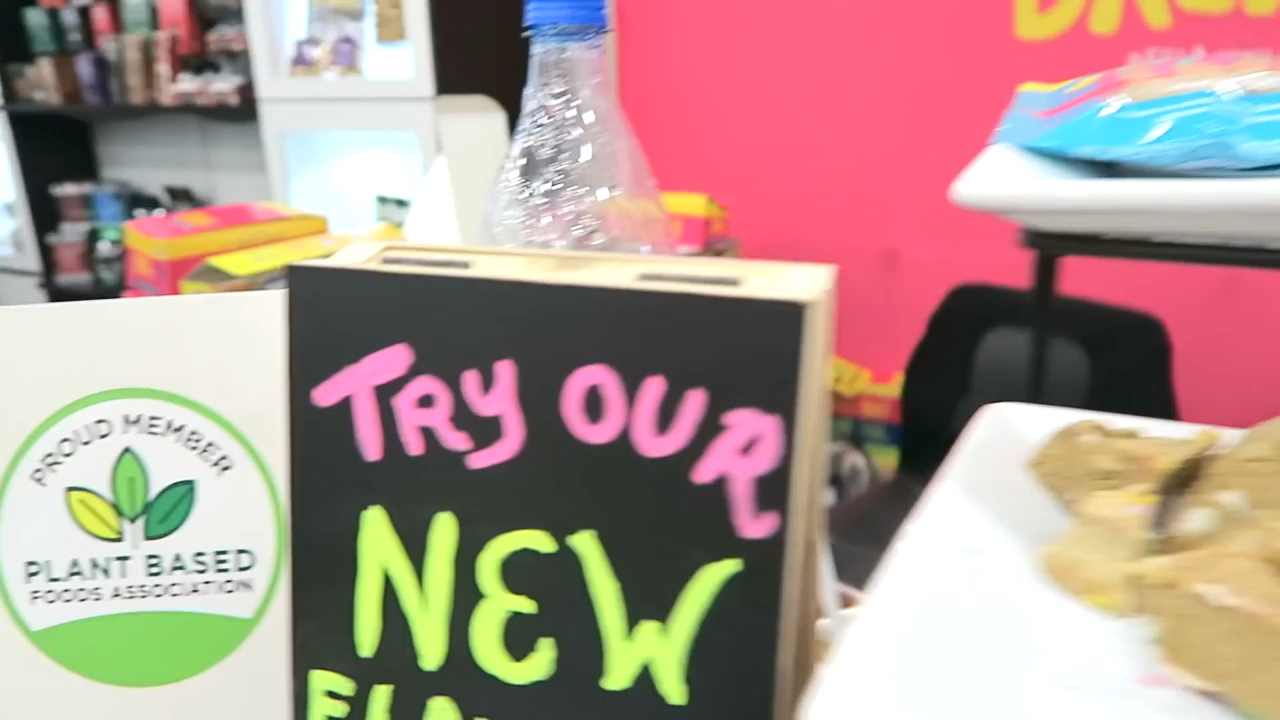 PROUD MEMBER
PLANT BASED
FOODS ASSOCIATION
TRY OUR
NEW